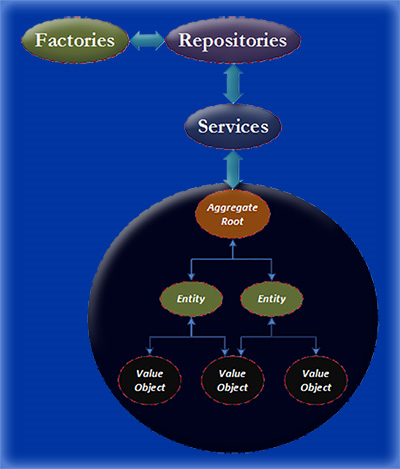 Factories
Repositories
Services
Aggregate
Root
Entity
Entity
Value
Object
Value
Object
Value
Object